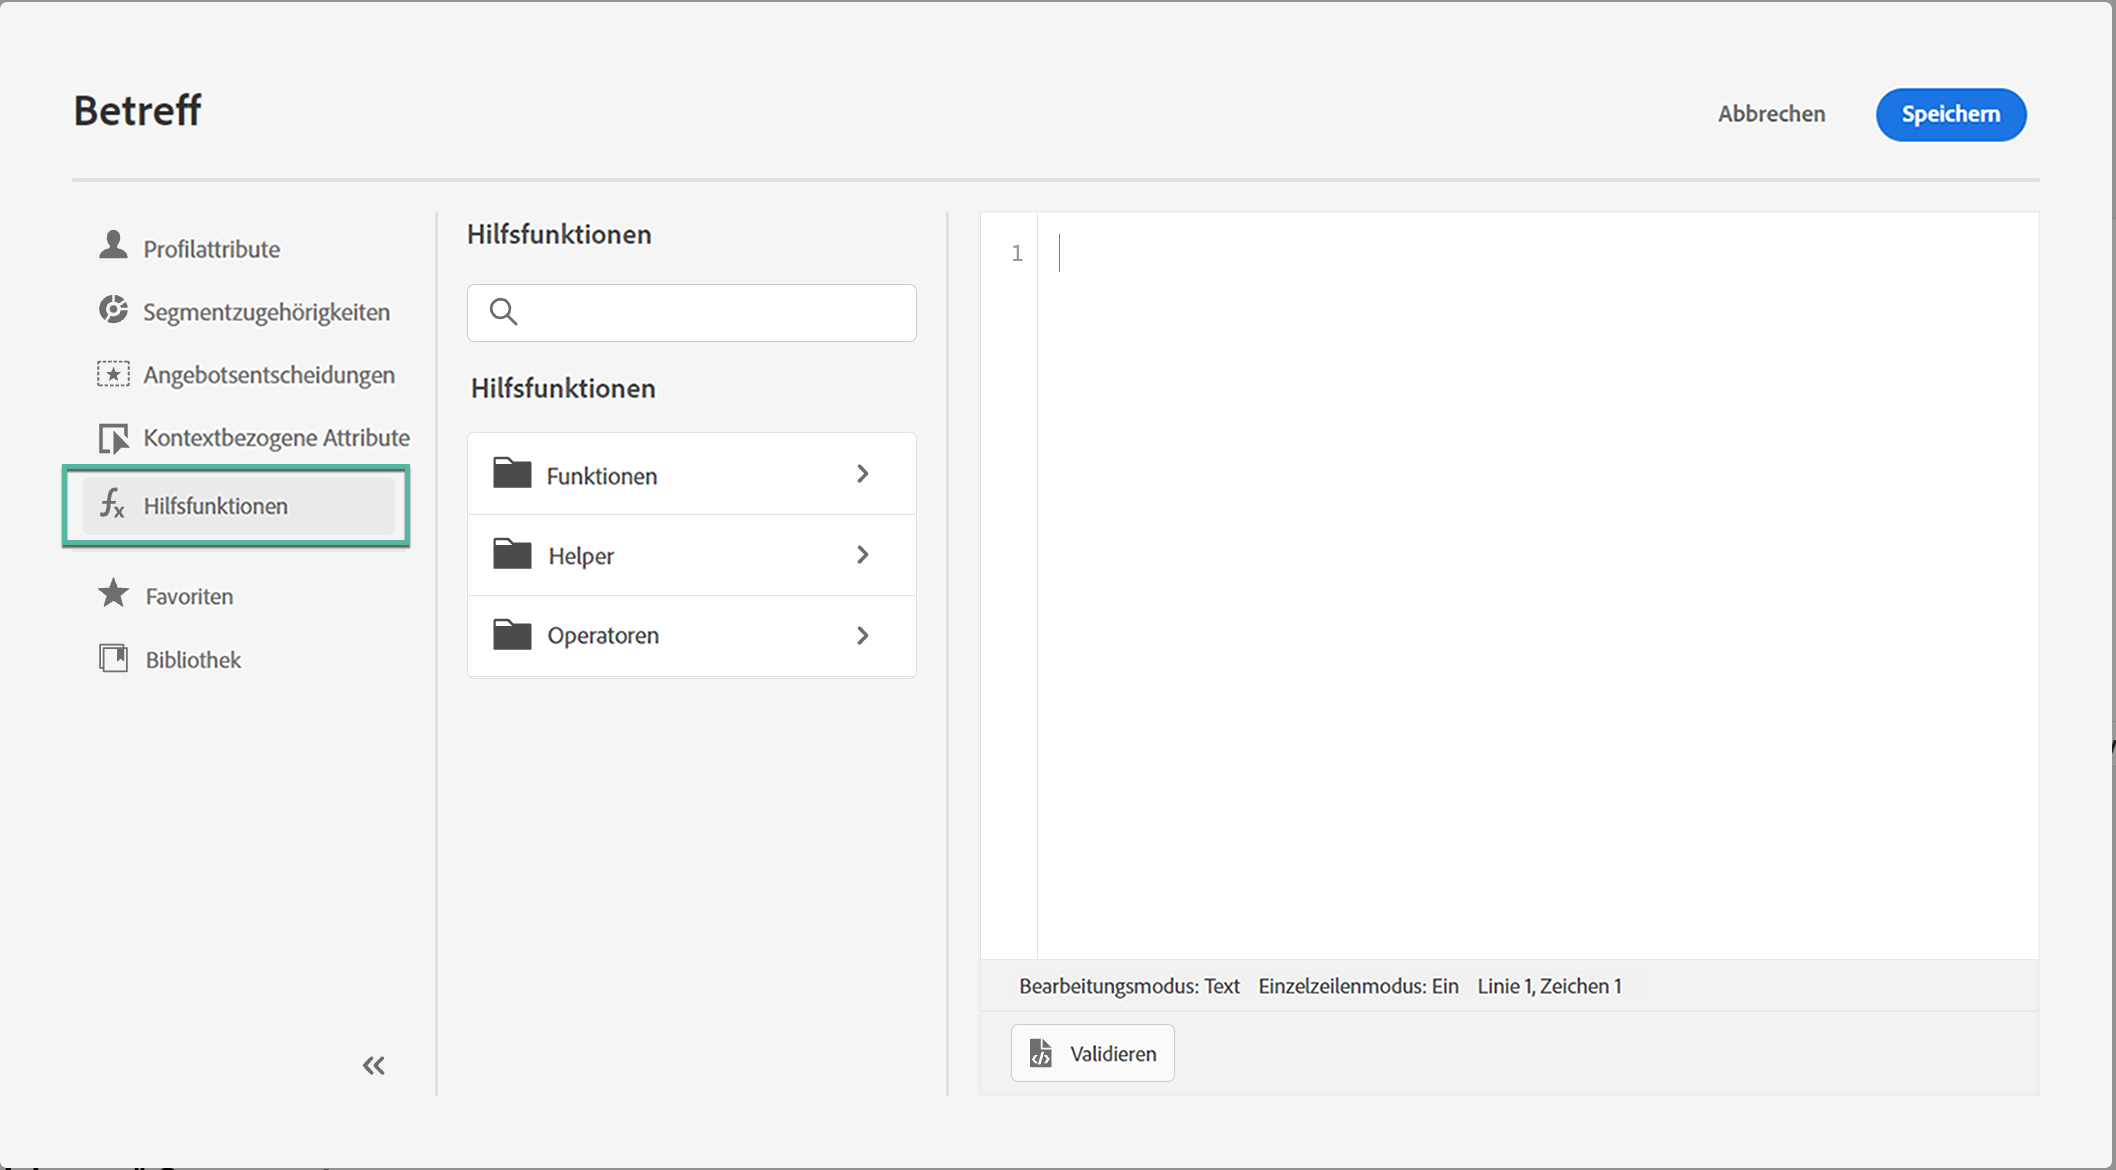 Betreff
Abbrechen
Speichern
Profilattribute
Segmentzugehörigkeiten
Angebotsentscheidungen
Kontextbezogene Attribute
Hilfsfunktionen
Favoriten
Bibliothek
Hilfsfunktionen
Hilfsfunktionen
Funktionen
Helper
Operatoren
1
Bearbeitungsmodus: Text Einzelzeilenmodus: Ein Linie 1, Zeichen 1
Validieren